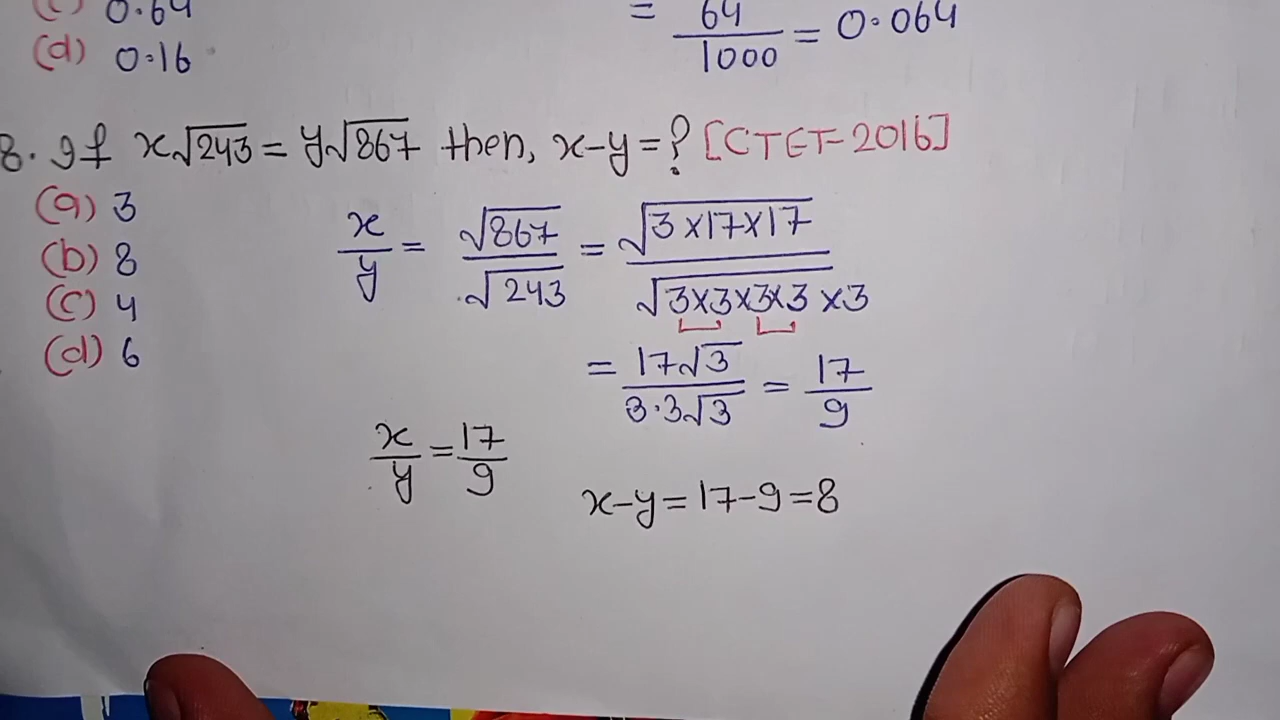 (c) 0.64
(d) 0.16
= 64/1000 = 0.064
8. If x√243 = y√867 then, x-y=? [CTET-2016]
(a) 3
(b) 8
(c) 4
(d) 6
x/y = √867/√243 = √3×17×17/√3×3×3×3×3
= 17√3/3·3√3 = 17/9
x/y = 17/9
x-y = 17-9 = 8